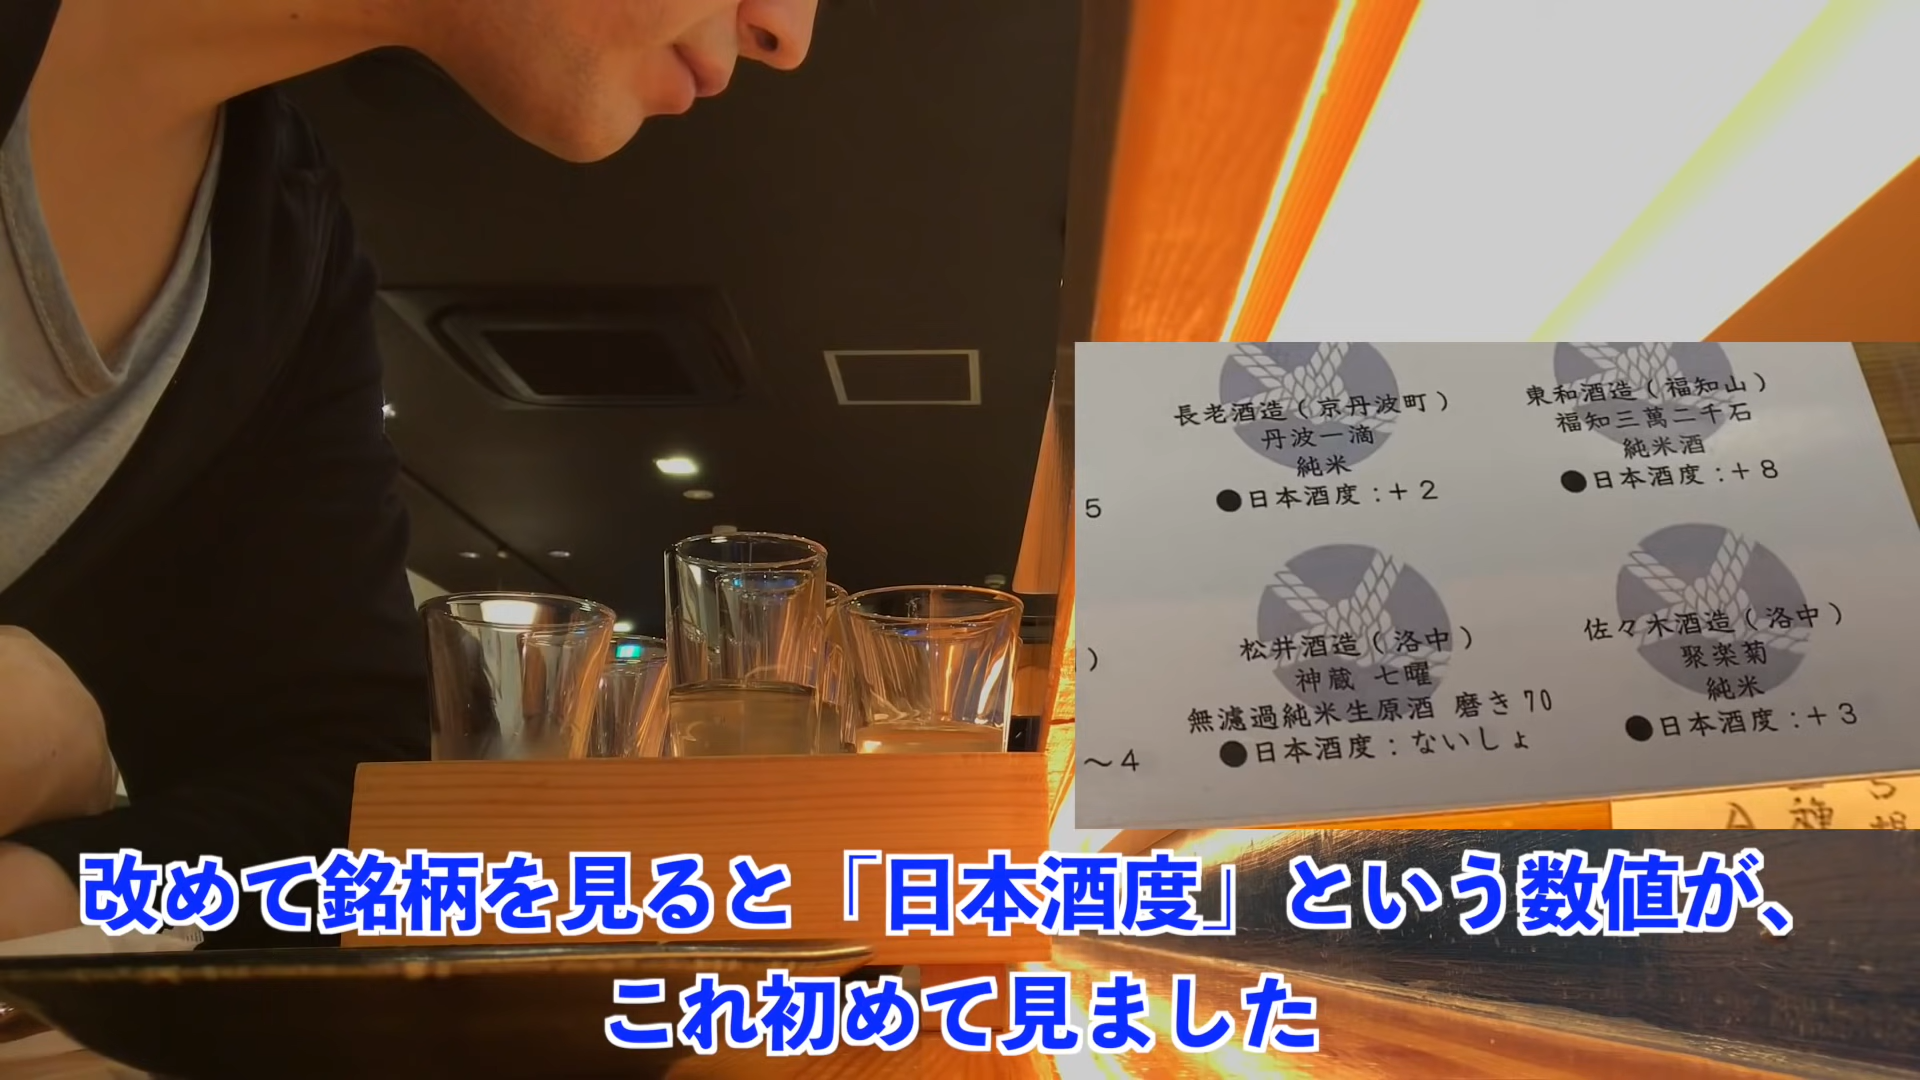 長老酒造(京丹波町)
丹波一滴
純米
●日本酒度:+2
東和酒造(福知山)
福知三萬二千石
純米酒
●日本酒度:+8
5
)
～4
松井酒造(洛中)
神蔵 七曜
無濾過純米生原酒 磨き70
●日本酒度:ないしょ
佐々木酒造(洛中)
聚楽菊
純米
●日本酒度:+3
改めて銘柄を見ると「日本酒度」という数値が、
これ初めて見ました